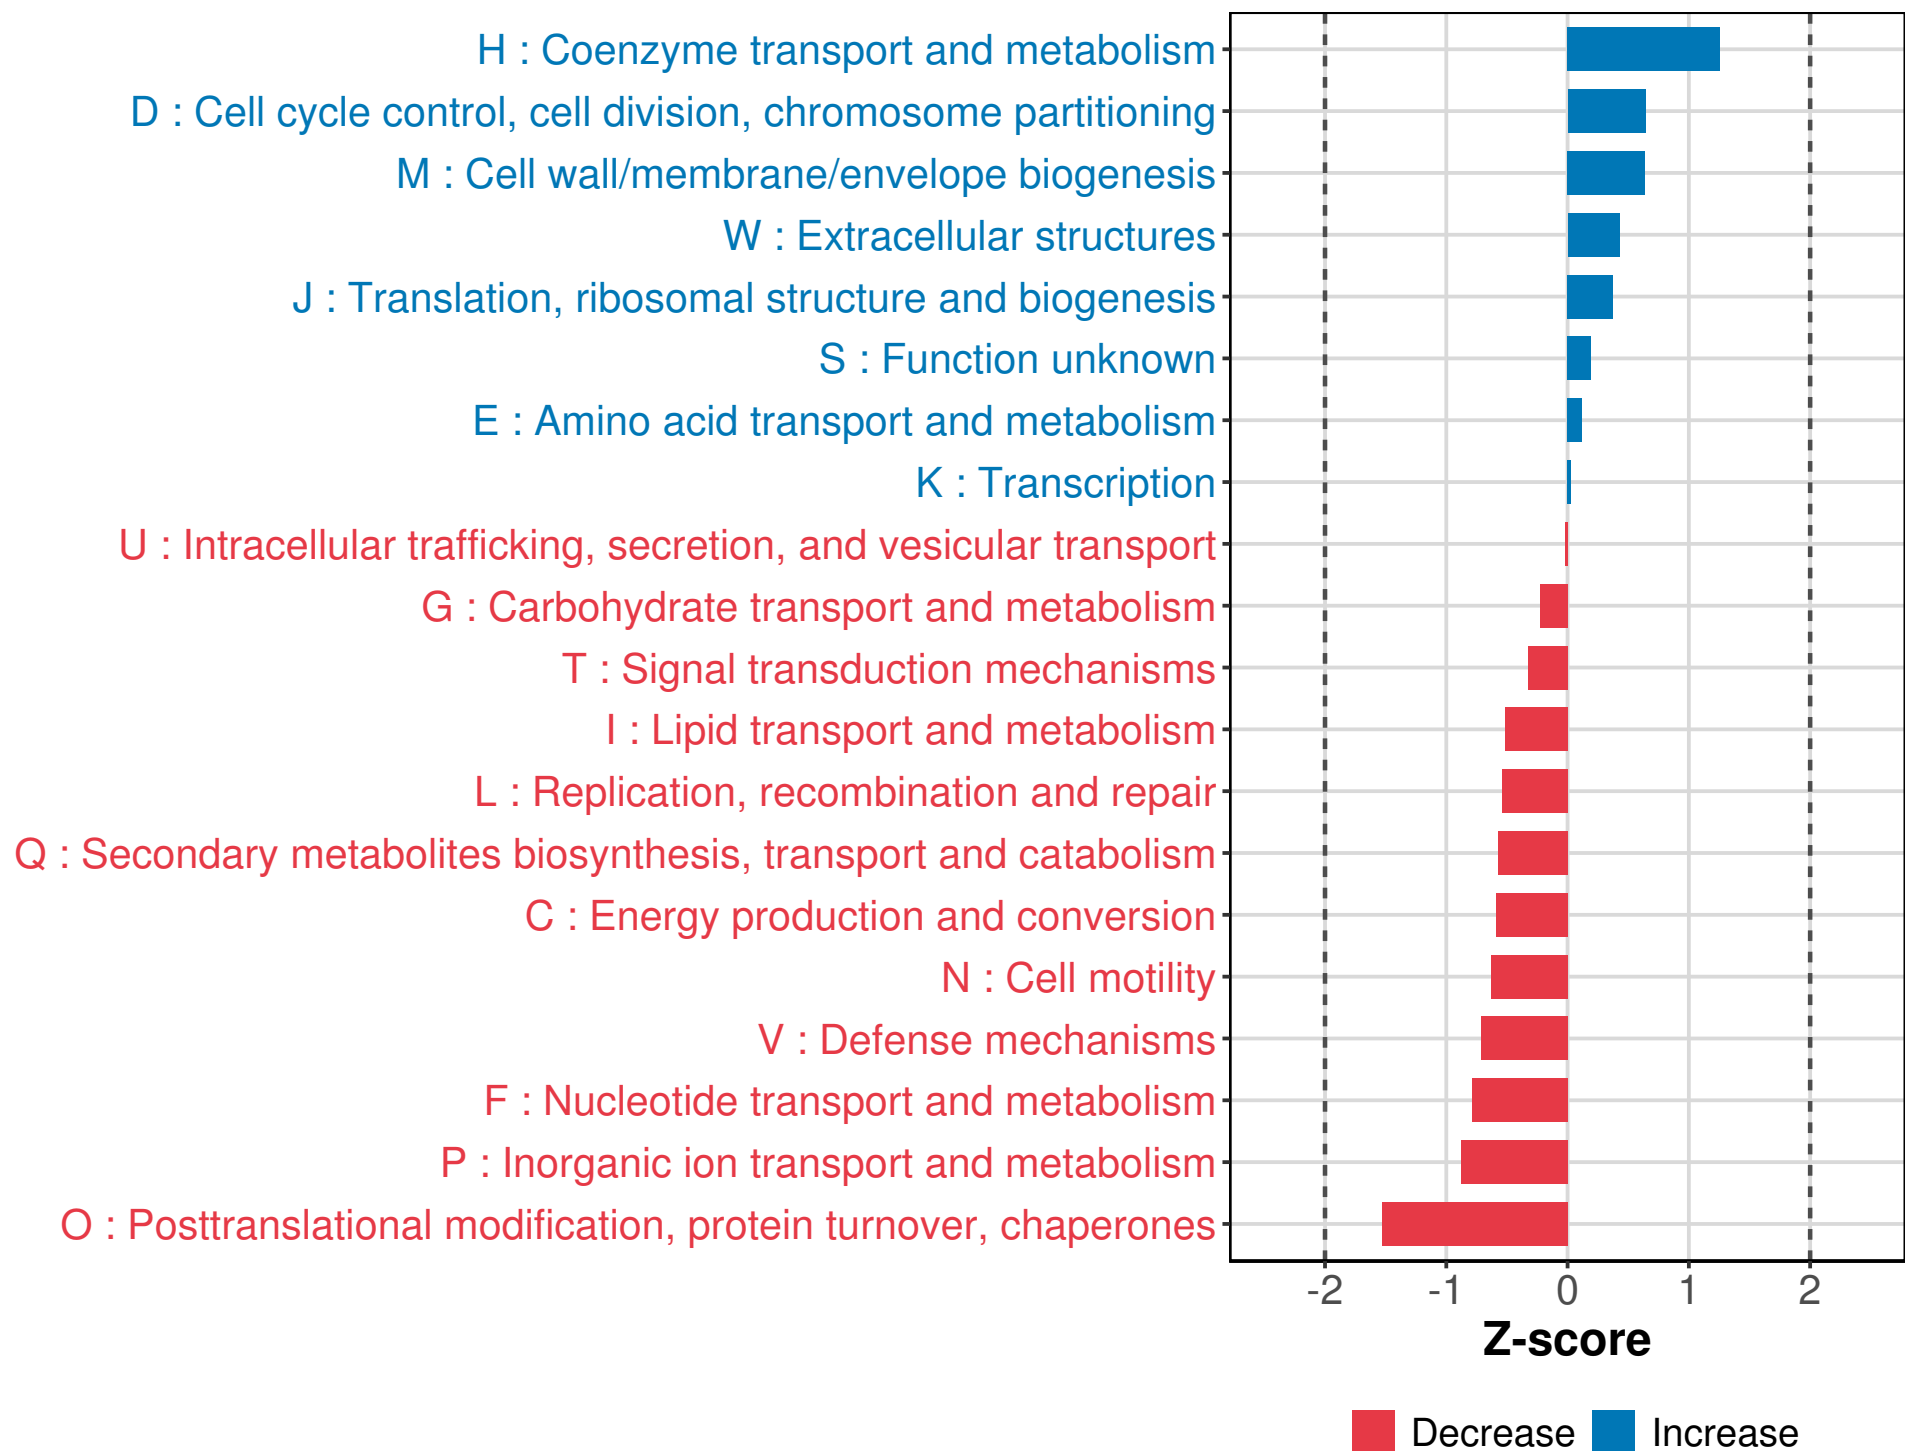 H : Coenzyme transport and metabolism
D : Cell cycle control, cell division, chromosome partitioning
M : Cell wall/membrane/envelope biogenesis
W : Extracellular structures
J : Translation, ribosomal structure and biogenesis
S : Function unknown
E : Amino acid transport and metabolism
K : Transcription
U : Intracellular trafficking, secretion, and vesicular transport
G : Carbohydrate transport and metabolism
T : Signal transduction mechanisms
I : Lipid transport and metabolism
L : Replication, recombination and repair
Q : Secondary metabolites biosynthesis, transport and catabolism
C : Energy production and conversion
N : Cell motility
V : Defense mechanisms
F : Nucleotide transport and metabolism
P : Inorganic ion transport and metabolism
O : Posttranslational modification, protein turnover, chaperones
-2 -1 0 1 2
Z-score
Decrease Increase